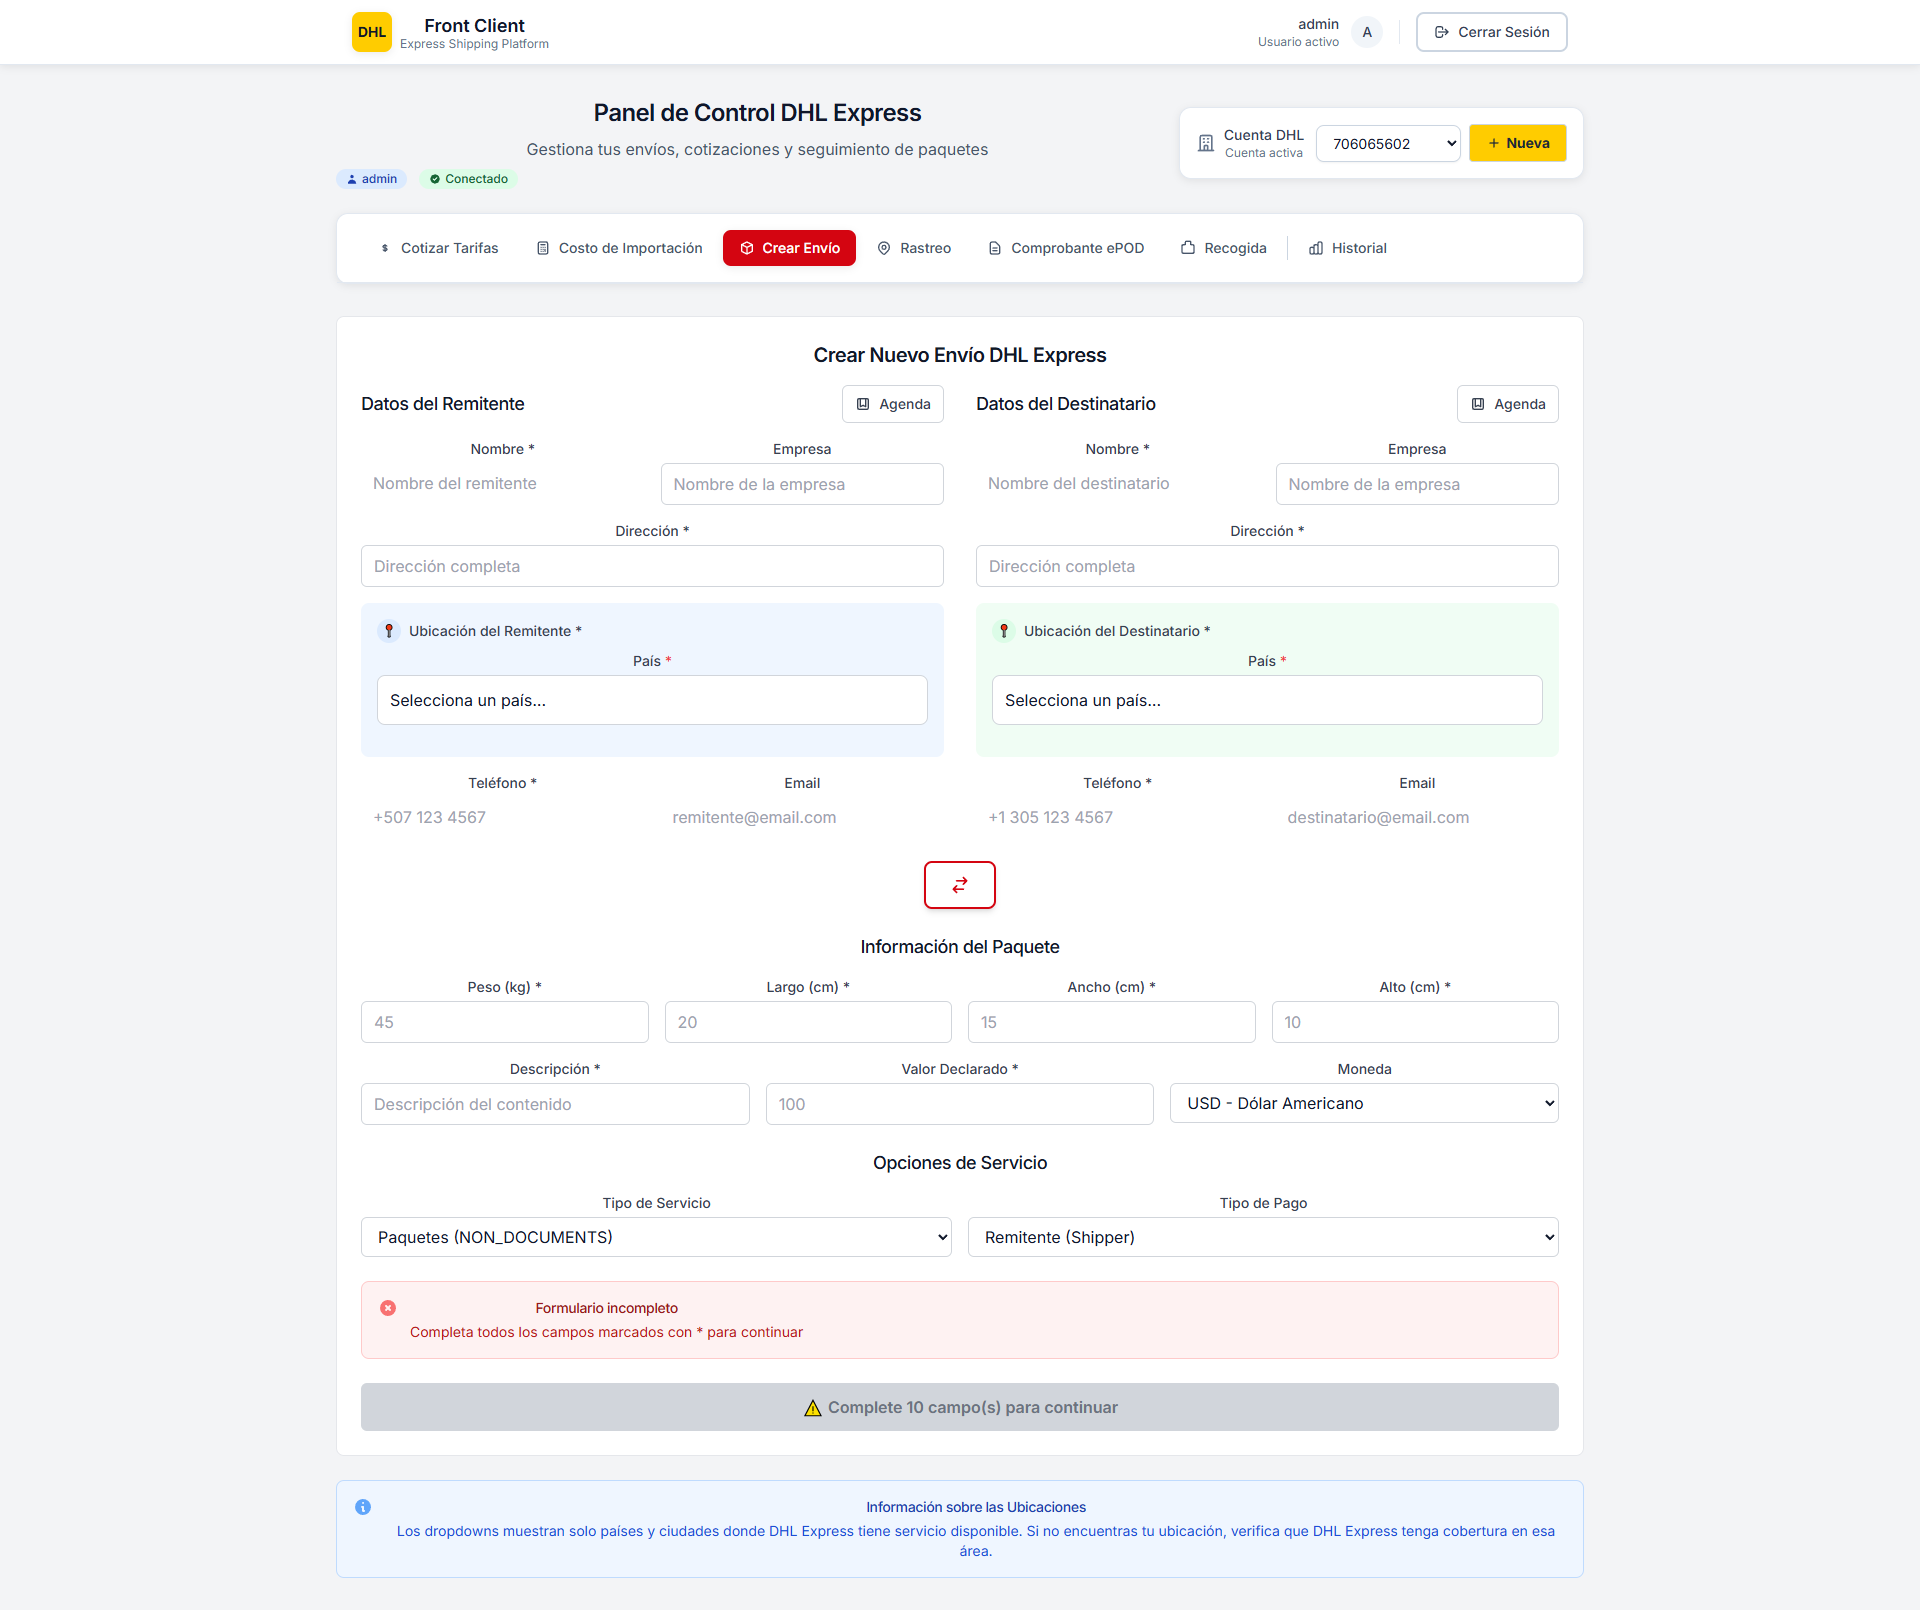 DHL
Front Client
Express Shipping Platform
admin
Usuario activo
A
Cerrar Sesión
Panel de Control DHL Express
Gestiona tus envíos, cotizaciones y seguimiento de paquetes
admin
Conectado
Cuenta DHL
Cuenta activa
706065602
+ Nueva
$ Cotizar Tarifas
Costo de Importación
Crear Envío
Rastreo
Comprobante ePOD
Recogida
Historial
Crear Nuevo Envío DHL Express
Datos del Remitente
Agenda
Nombre *
Empresa
Nombre del remitente
Nombre de la empresa
Dirección *
Dirección completa
Ubicación del Remitente *
País *
Selecciona un país...
Teléfono *
Email
+507 123 4567
remitente@email.com
Datos del Destinatario
Agenda
Nombre *
Empresa
Nombre del destinatario
Nombre de la empresa
Dirección *
Dirección completa
Ubicación del Destinatario *
País *
Selecciona un país...
Teléfono *
Email
+1 305 123 4567
destinatario@email.com
Información del Paquete
Peso (kg) *
Largo (cm) *
Ancho (cm) *
Alto (cm) *
45
20
15
10
Descripción *
Valor Declarado *
Moneda
Descripción del contenido
100
USD - Dólar Americano
Opciones de Servicio
Tipo de Servicio
Tipo de Pago
Paquetes (NON_DOCUMENTS)
Remitente (Shipper)
Formulario incompleto
Completa todos los campos marcados con * para continuar
Complete 10 campo(s) para continuar
Información sobre las Ubicaciones
Los dropdowns muestran solo países y ciudades donde DHL Express tiene servicio disponible. Si no encuentras tu ubicación, verifica que DHL Express tenga cobertura en esa
área.